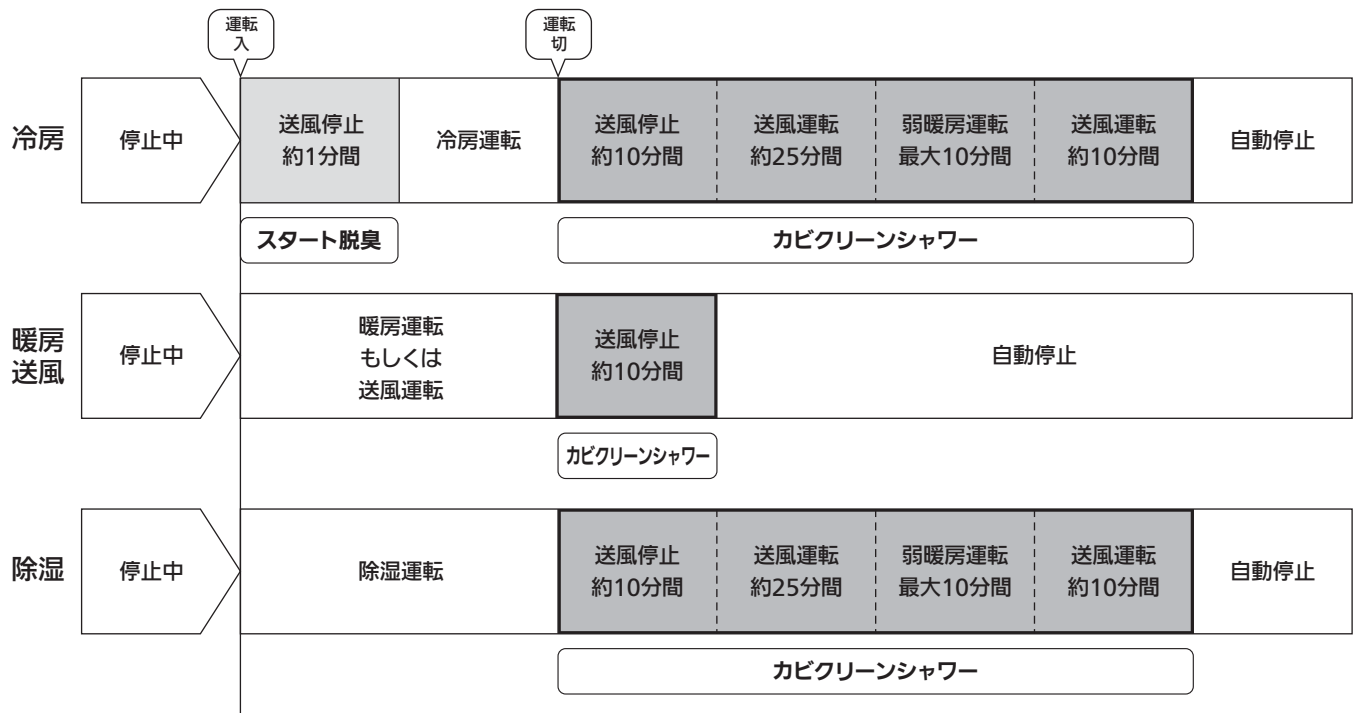 運転
入
運転
切
冷房
停止中
送風停止
約1分間
冷房運転
送風停止
約10分間
送風運転
約25分間
弱暖房運転
最大10分間
送風運転
約10分間
自動停止
スタート脱臭
カビクリーンシャワー
暖房
送風
停止中
暖房運転
もしくは
送風運転
送風停止
約10分間
自動停止
カビクリーンシャワー
除湿
停止中
除湿運転
送風停止
約10分間
送風運転
約25分間
弱暖房運転
最大10分間
送風運転
約10分間
自動停止
カビクリーンシャワー